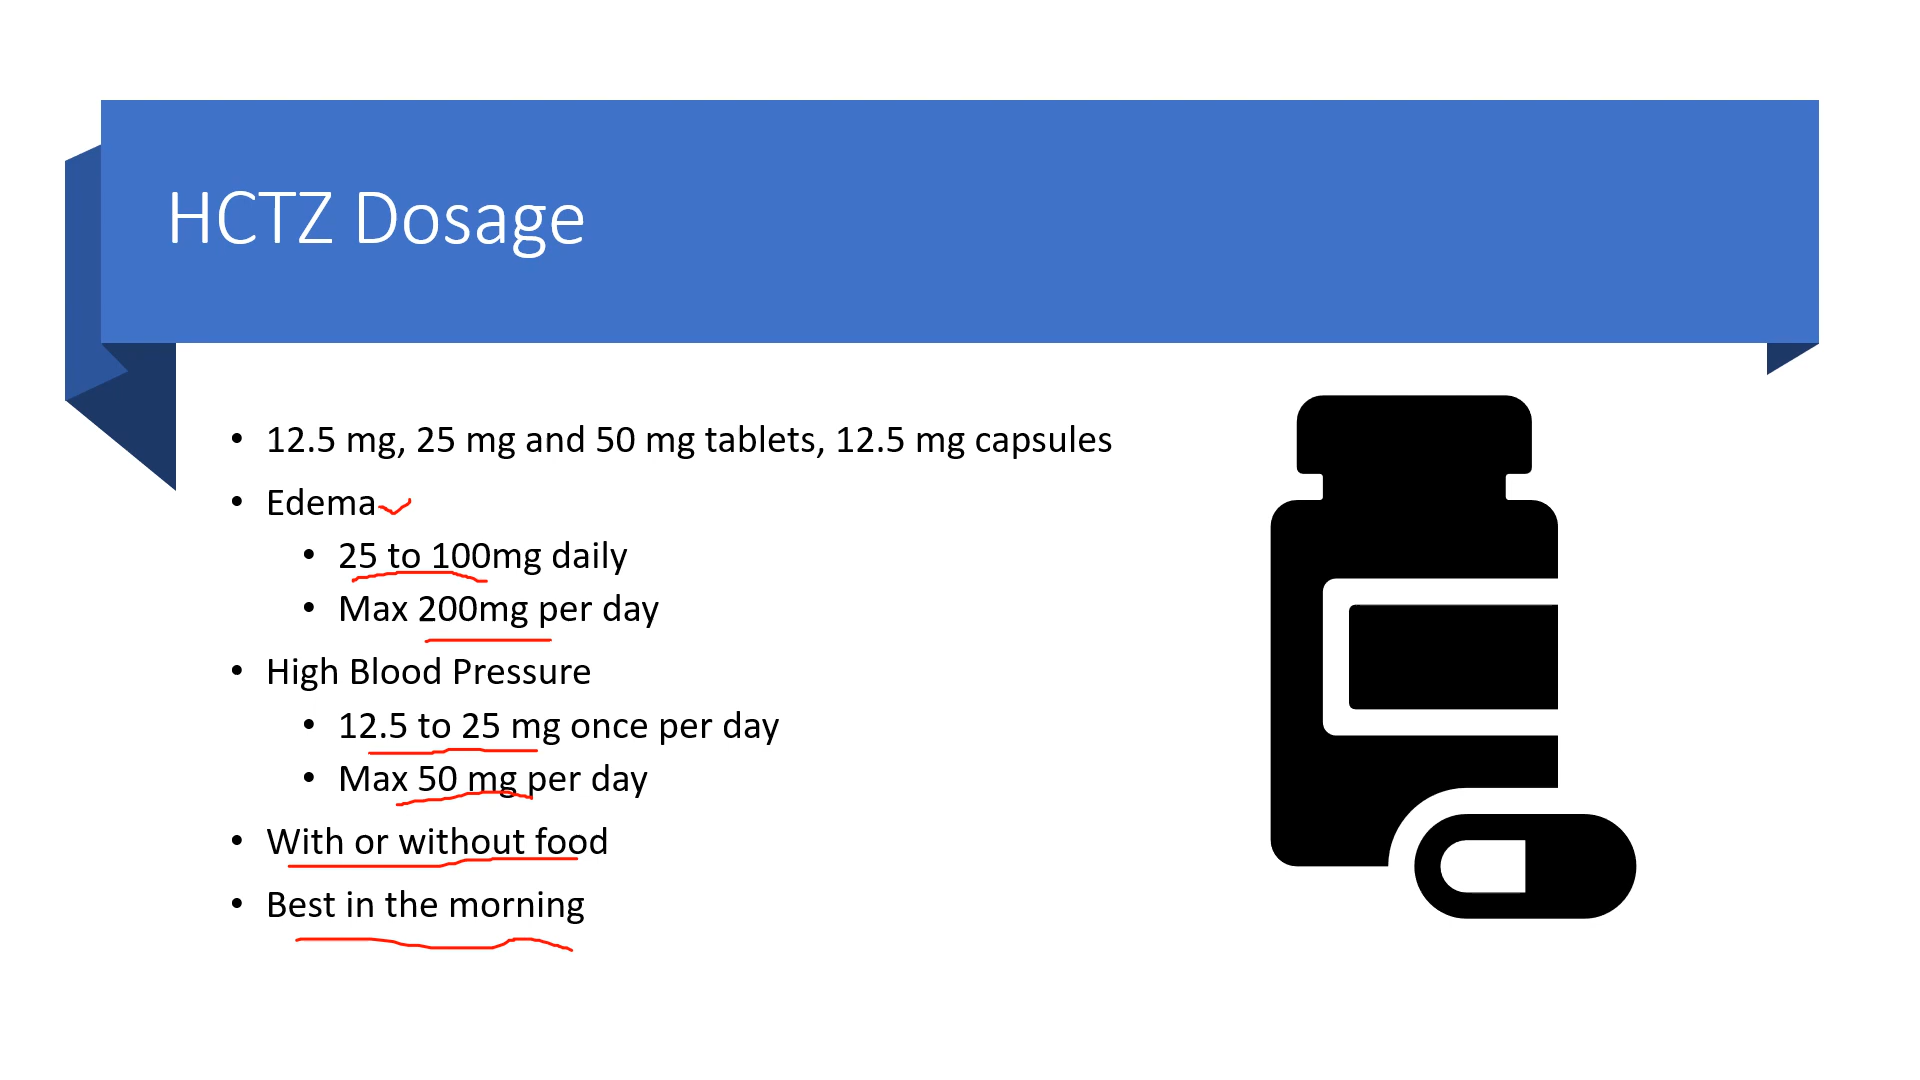 HCTZ Dosage
• 12.5 mg, 25 mg and 50 mg tablets, 12.5 mg capsules
• Edema
• 25 to 100mg daily
• Max 200mg per day
• High Blood Pressure
• 12.5 to 25 mg once per day
• Max 50 mg per day
• With or without food
• Best in the morning